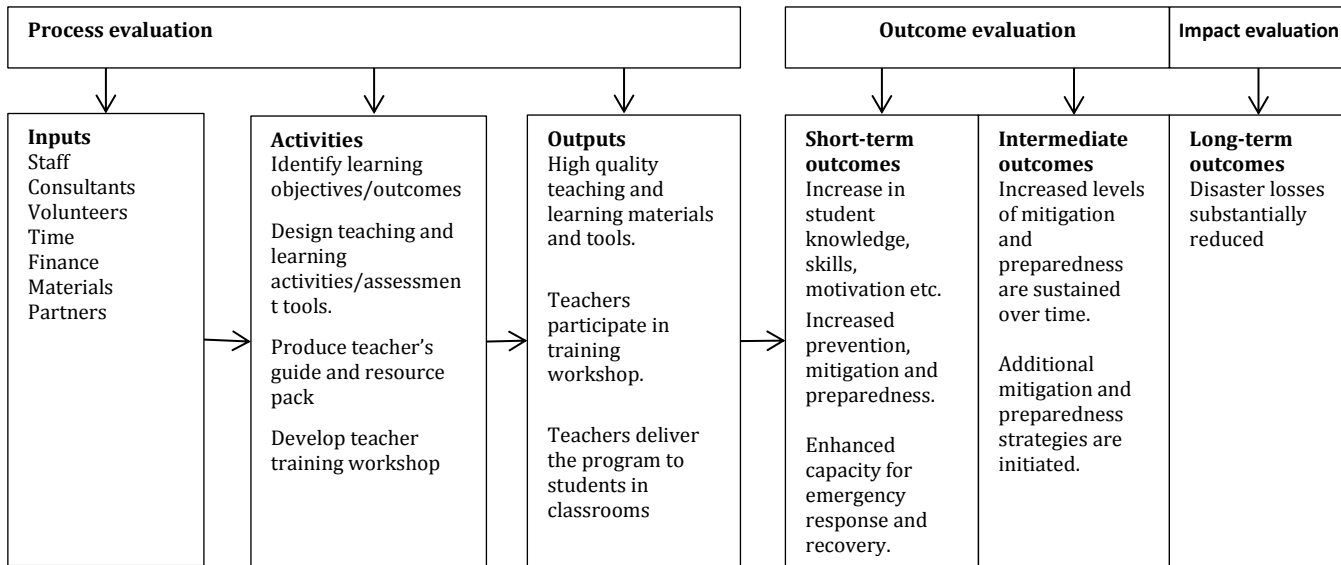 Process evaluation
Outcome evaluation
Impact evaluation
Inputs
Staff
Consultants
Volunteers
Time
Finance
Materials
Partners
Activities
Identify learning
objectives/outcomes
Design teaching and
learning
activities/assessmen
t tools.
Produce teacher’s
guide and resource
pack
Develop teacher
training workshop
Outputs
High quality
teaching and
learning materials
and tools.
Teachers
participate in
training
workshop.
Teachers deliver
the program to
students in
classrooms
Short-term
outcomes
Increase in
student
knowledge,
skills,
motivation etc.
Increased
prevention,
mitigation and
preparedness.
Enhanced
capacity for
emergency
response and
recovery.
Intermediate
outcomes
Increased levels
of mitigation
and
preparedness
are sustained
over time.
Additional
mitigation and
preparedness
strategies are
initiated.
Long-term
outcomes
Disaster losses
substantially
reduced